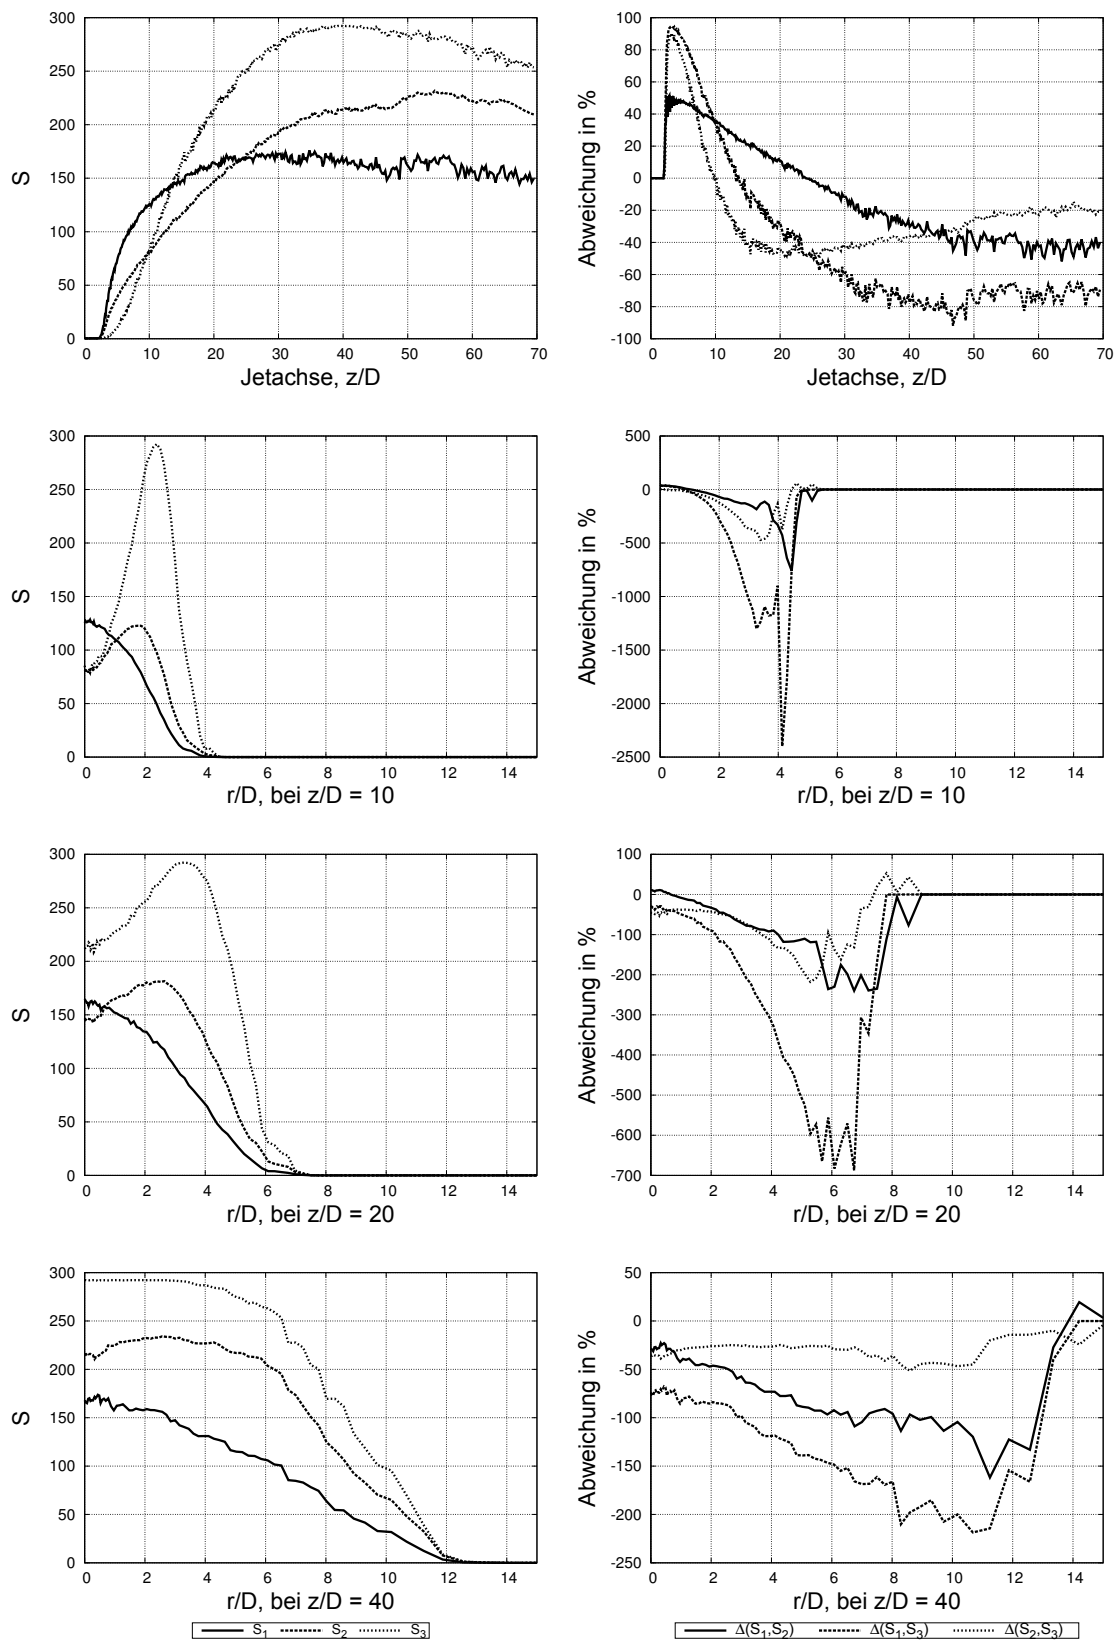 300
250
200
150
100
50
0
S
0 10 20 30 40 50 60 70
Jetachse, z/D
100
80
60
40
20
0
-20
-40
-60
-80
-100
Abweichung in %
0 10 20 30 40 50 60 70
Jetachse, z/D
300
250
200
150
100
50
0
S
0 2 4 6 8 10 12 14
r/D, bei z/D = 10
500
0
-500
-1000
-1500
-2000
-2500
Abweichung in %
0 2 4 6 8 10 12 14
r/D, bei z/D = 10
300
250
200
150
100
50
0
S
0 2 4 6 8 10 12 14
r/D, bei z/D = 20
100
0
-100
-200
-300
-400
-500
-600
-700
Abweichung in %
0 2 4 6 8 10 12 14
r/D, bei z/D = 20
300
250
200
150
100
50
0
S
0 2 4 6 8 10 12 14
r/D, bei z/D = 40
50
0
-50
-100
-150
-200
-250
Abweichung in %
0 2 4 6 8 10 12 14
r/D, bei z/D = 40
S₁ S₂ S₃
Δ(S₁,S₂) Δ(S₁,S₃) Δ(S₂,S₃)